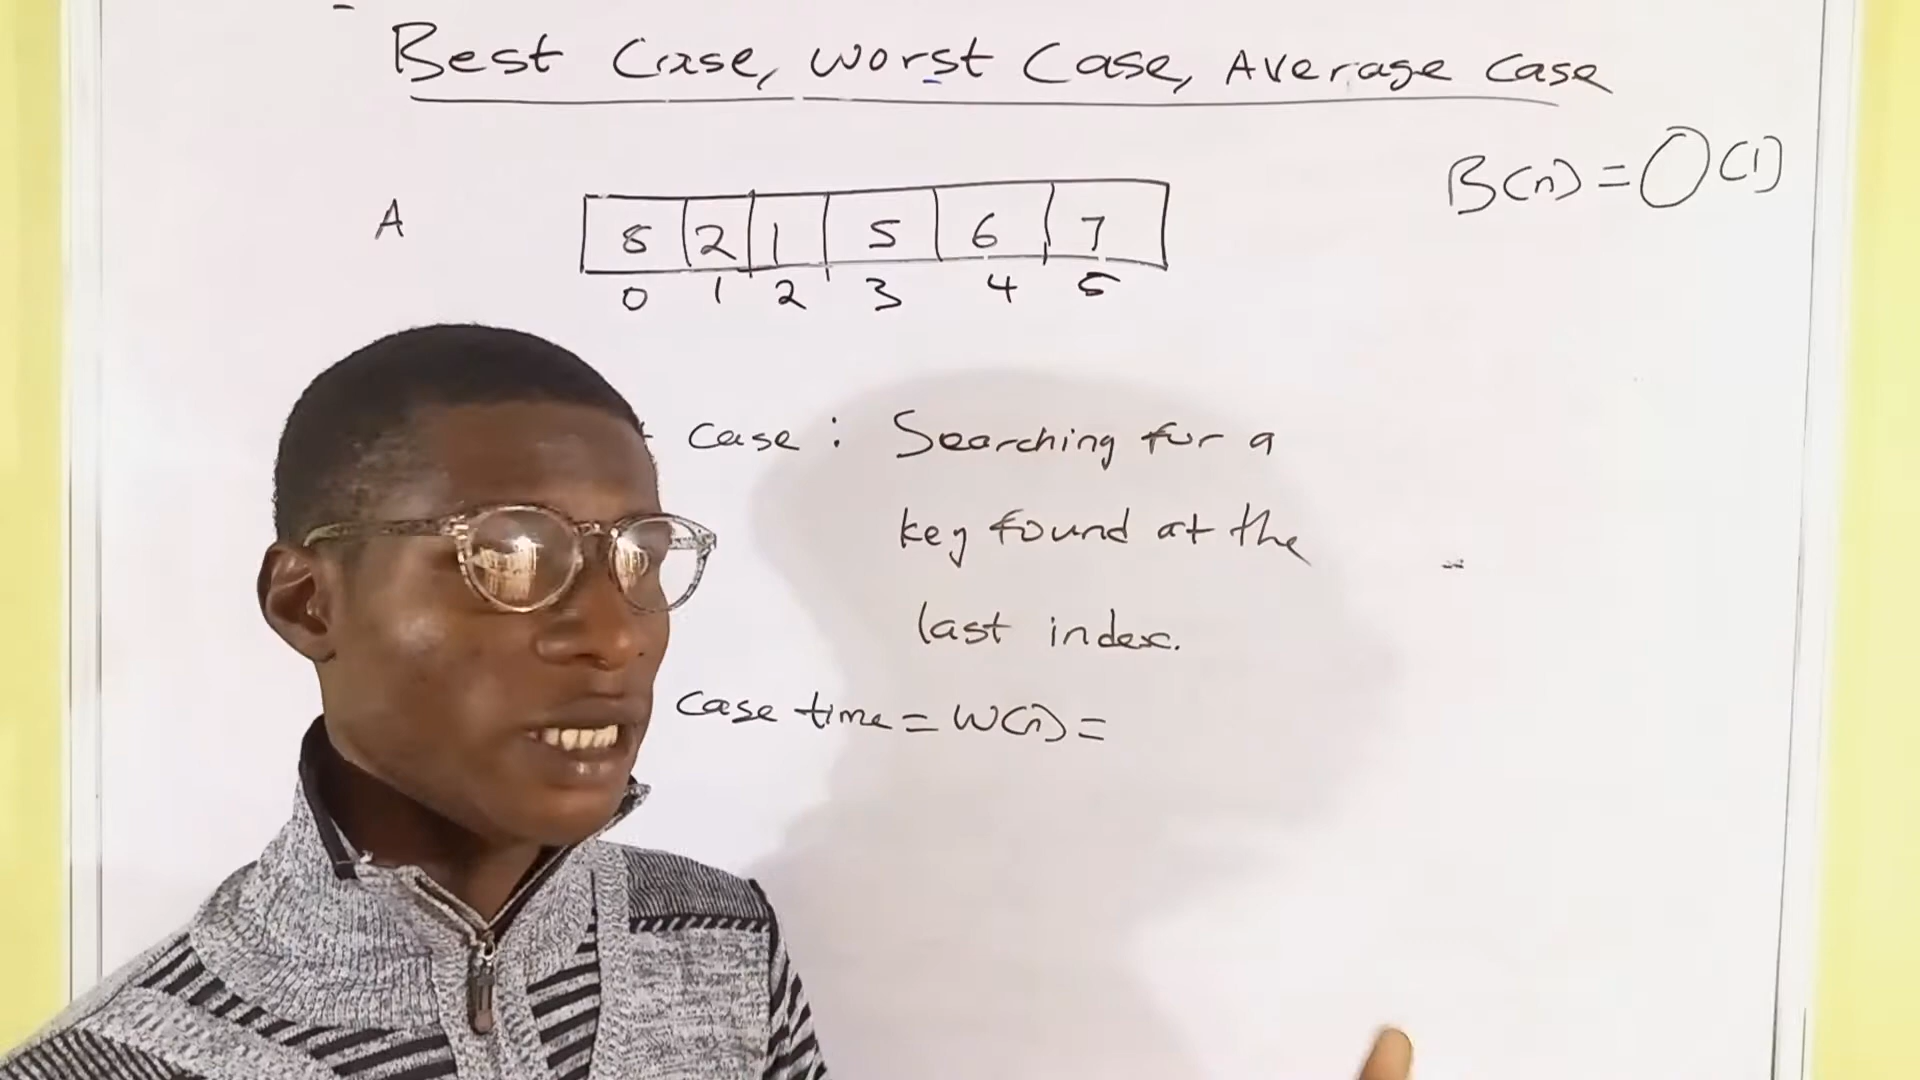 Best Case, Worst Case, Average Case
B(n) = O(1)
A
8 2 1 5 6 7
0 1 2 3 4 5
Case : Searching for a
key found at the
last index.
Case time = W(n) =